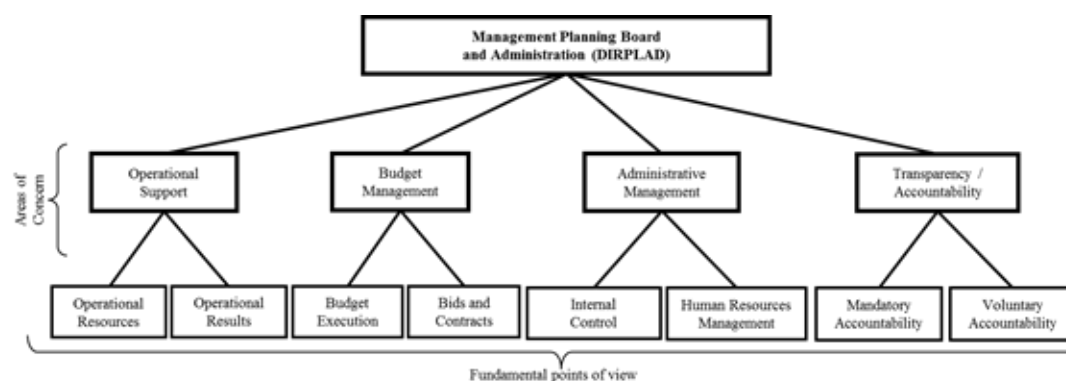 Management Planning Board
and Administration (DIRPLAD)
Areas of
Concern
Operational
Support
Budget
Management
Administrative
Management
Transparency /
Accountability
Operational
Resources
Operational
Results
Budget
Execution
Bids and
Contracts
Internal
Control
Human Resources
Management
Mandatory
Accountability
Voluntary
Accountability
Fundamental points of view